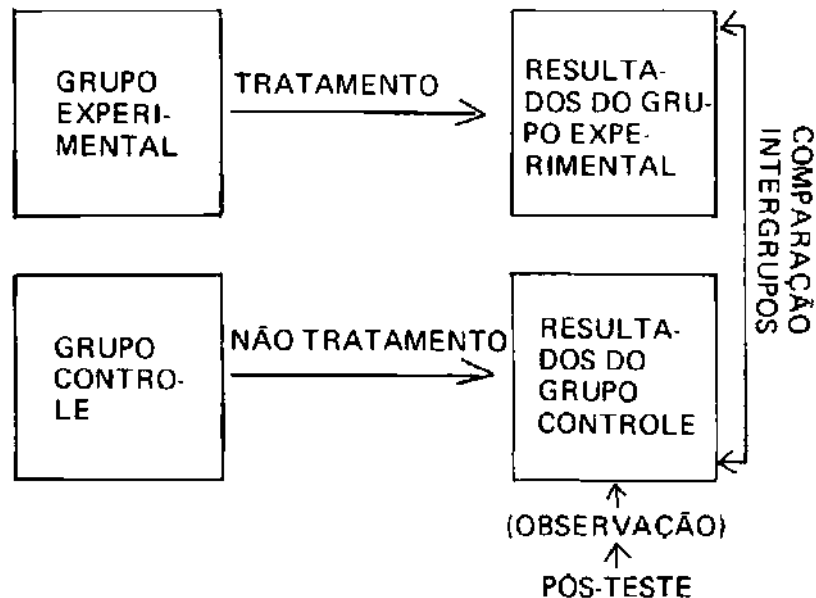 GRUPO
EXPERI-
MENTAL
TRATAMENTO
RESULTA-
DOS DO GRU-
PO EXPE-
RIMENTAL
COMPARAÇÃO
INTERGRUPOS
GRUPO
CONTRO-
LE
NÃO TRATAMENTO
RESULTA-
DOS DO
GRUPO
CONTROLE
(OBSERVAÇÃO)
PÓS-TESTE